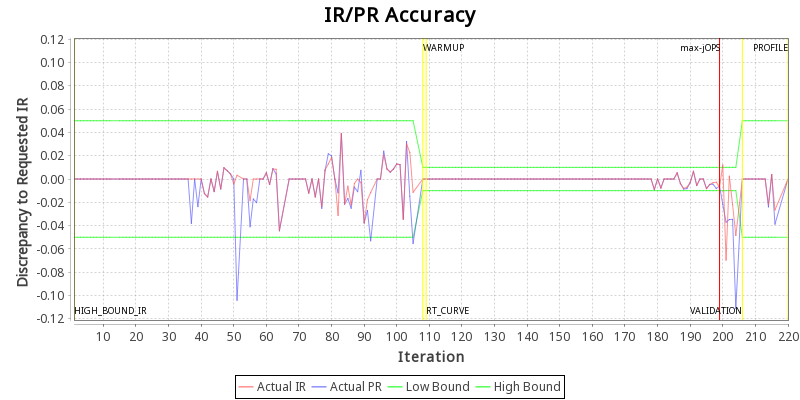 IR/PR Accuracy
Discrepancy to Requested IR
0.12
0.10
0.08
0.06
0.04
0.02
0.00
-0.02
-0.04
-0.06
-0.08
-0.10
-0.12
WARMUP
max-jOPS
PROFILE
HIGH_BOUND_IR
RT_CURVE
VALIDATION
10 20 30 40 50 60 70 80 90 100 110 120 130 140 150 160 170 180 190 200 210 220
Iteration
Actual IR Actual PR Low Bound High Bound